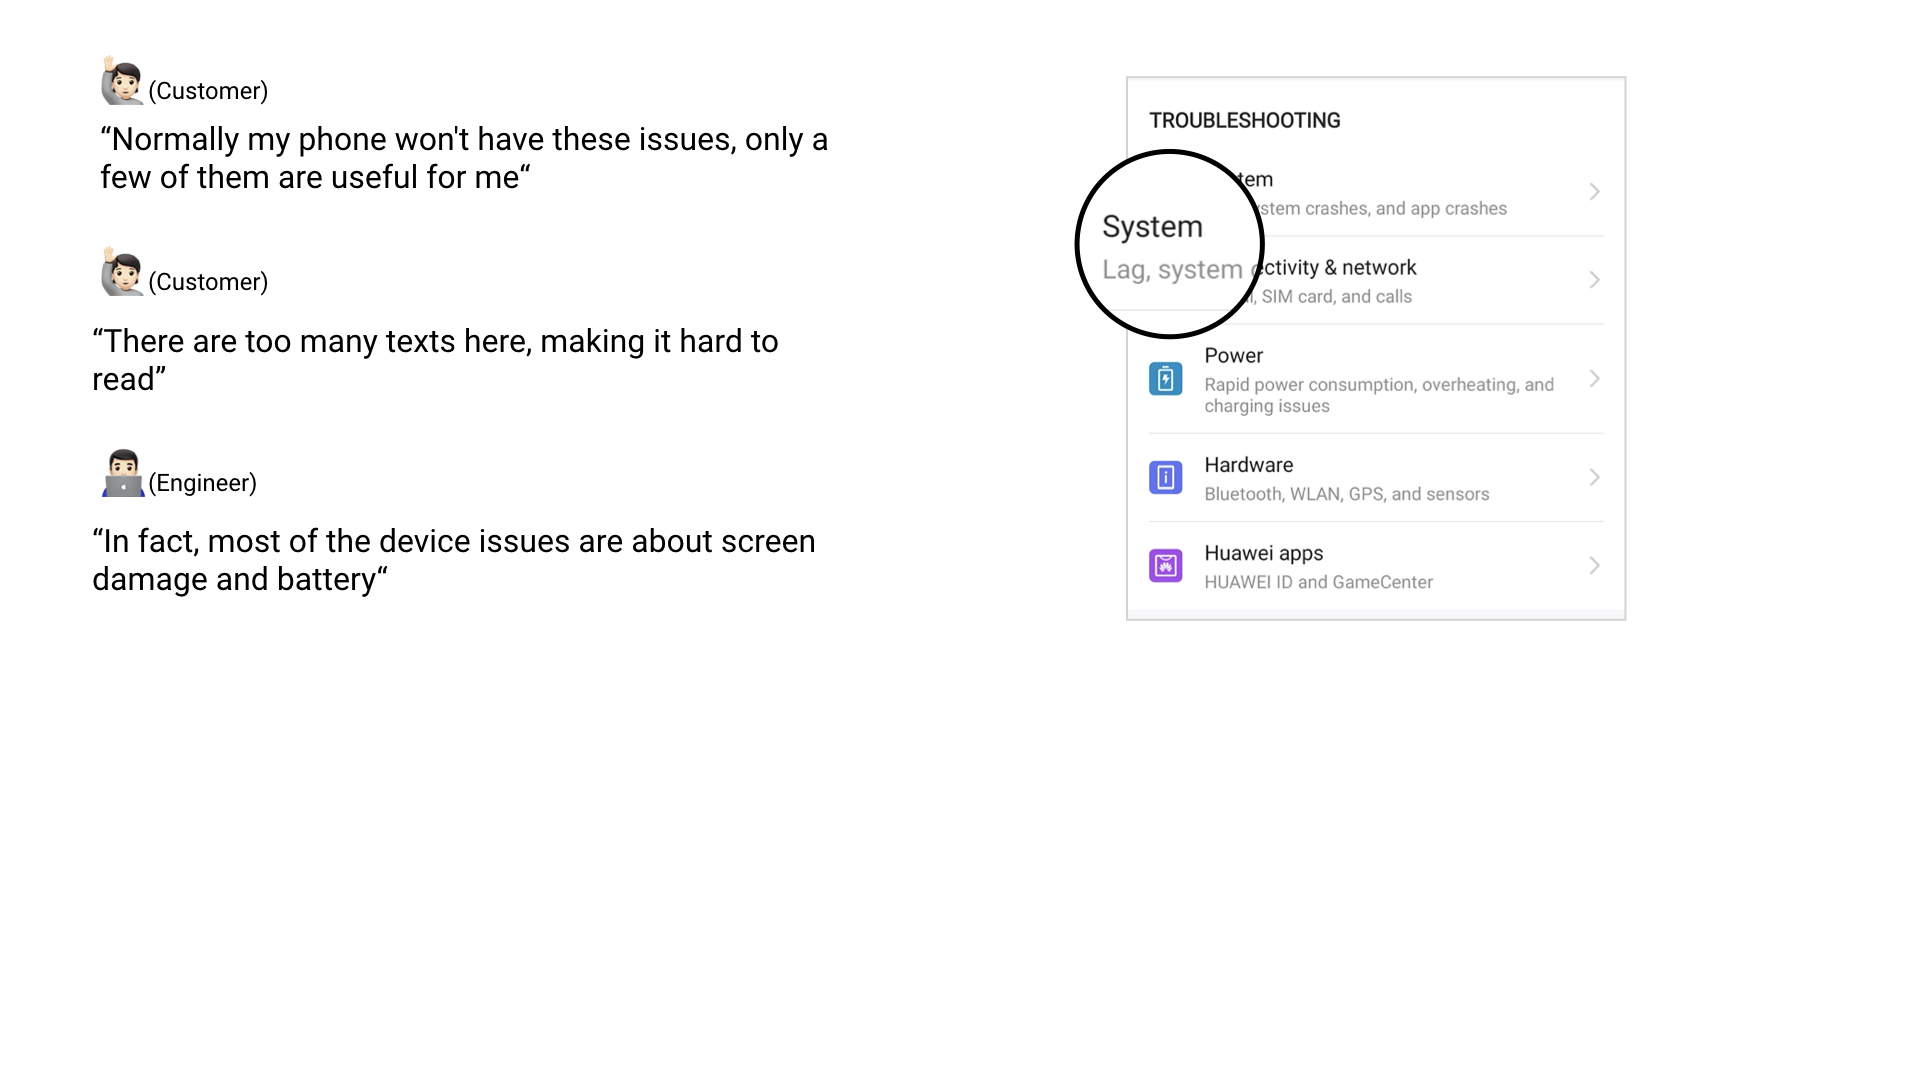 (Customer)
“Normally my phone won't have these issues, only a
few of them are useful for me“
(Customer)
“There are too many texts here, making it hard to
read”
(Engineer)
“In fact, most of the device issues are about screen
damage and battery“
TROUBLESHOOTING
tem
stem crashes, and app crashes
System
Lag, system
ectivity & network
, SIM card, and calls
Power
Rapid power consumption, overheating, and
charging issues
Hardware
Bluetooth, WLAN, GPS, and sensors
Huawei apps
HUAWEI ID and GameCenter